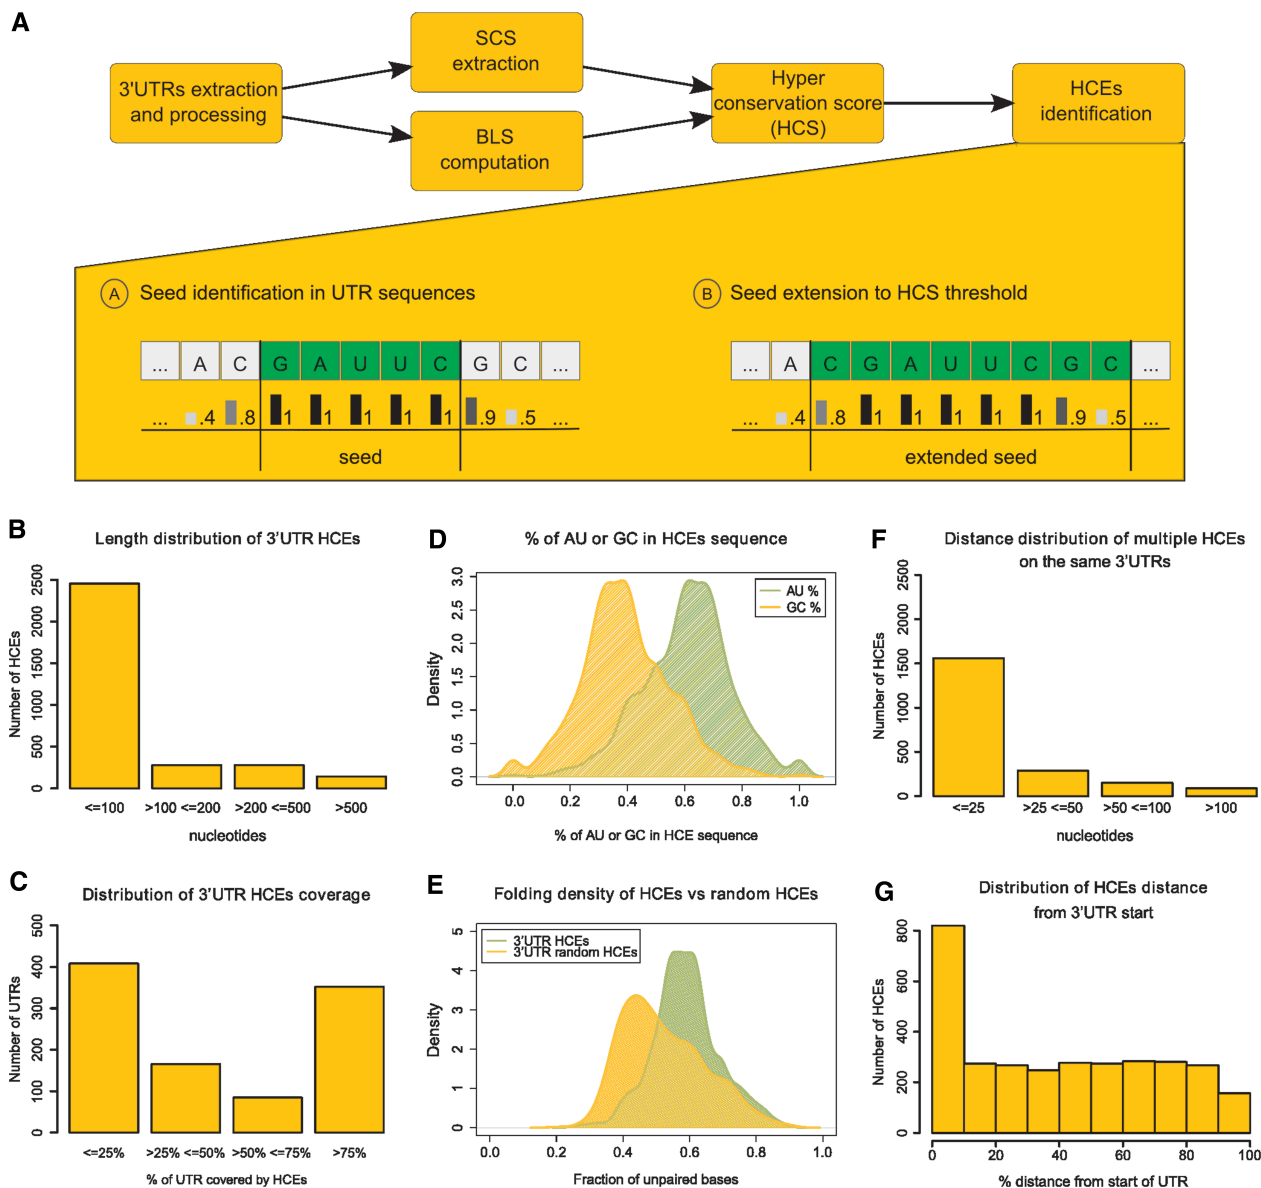 A
3'UTRs extraction
and processing
SCS
extraction
BLS
computation
Hyper
conservation score
(HCS)
HCEs
identification
A Seed identification in UTR sequences
... A C G A U U C G C ...
... .4 .8 1 1 1 1 1 .9 .5 ...
seed
B Seed extension to HCS threshold
... A C G A U U C G C ...
... .4 .8 1 1 1 1 1 .9 .5 ...
extended seed
B
Length distribution of 3'UTR HCEs
Number of HCEs
2500
2000
1500
1000
500
0
<=100 >100 <=200 >200 <=500 >500
nucleotides
C
Distribution of 3'UTR HCEs coverage
Number of UTRs
500
400
300
200
100
0
<=25% >25% <=50% >50% <=75% >75%
% of UTR covered by HCEs
D
% of AU or GC in HCEs sequence
AU %
GC %
Density
3.0
2.5
2.0
1.5
1.0
0.5
0.0
0.0 0.2 0.4 0.6 0.8 1.0
% of AU or GC in HCE sequence
E
Folding density of HCEs vs random HCEs
3'UTR HCEs
3'UTR random HCEs
Density
5
4
3
2
1
0
0.0 0.2 0.4 0.6 0.8 1.0
Fraction of unpaired bases
F
Distance distribution of multiple HCEs
on the same 3'UTRs
Number of HCEs
2500
2000
1500
1000
500
0
<=25 >25 <=50 >50 <=100 >100
nucleotides
G
Distribution of HCEs distance
from 3'UTR start
Number of HCEs
800
600
400
200
0
0 20 40 60 80 100
% distance from start of UTR